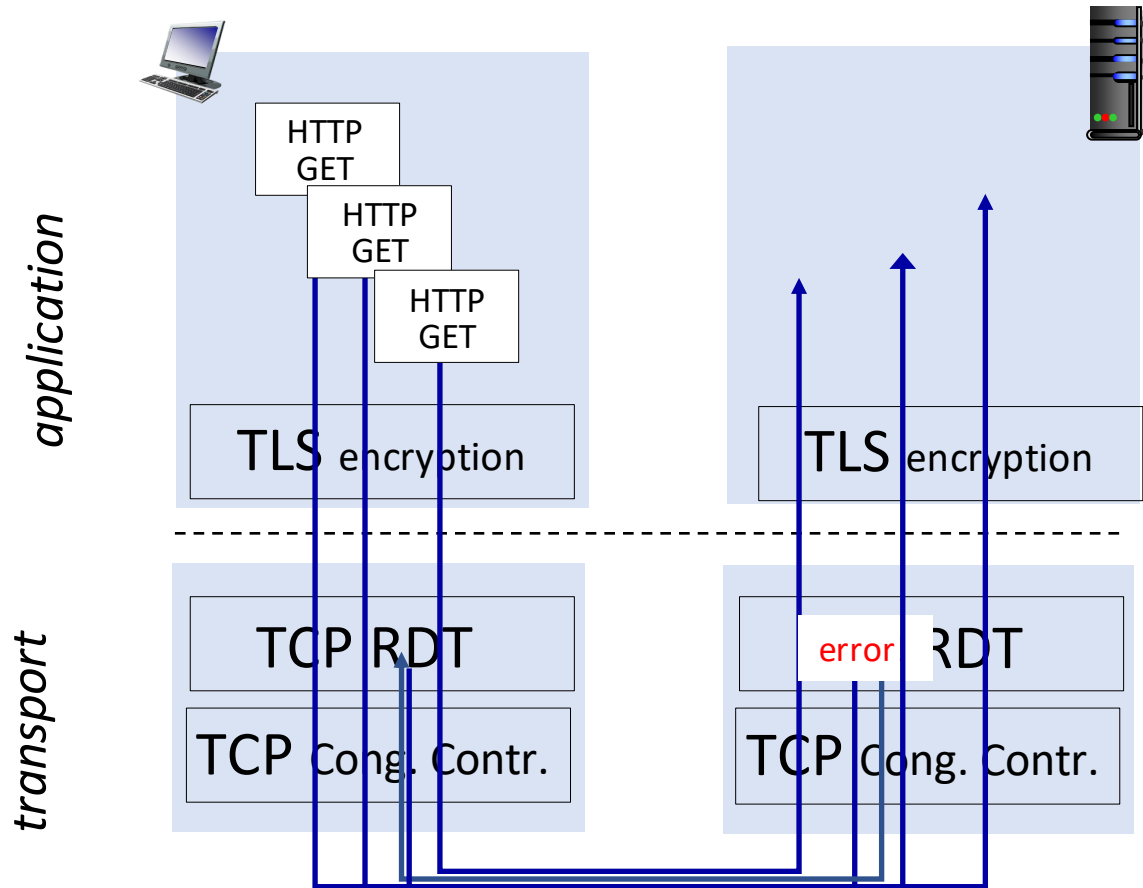 HTTP
GET
HTTP
GET
HTTP
GET
application
TLS encryption
TLS encryption
transport
TCP RDT
error RDT
TCP Cong. Contr.
TCP Cong. Contr.